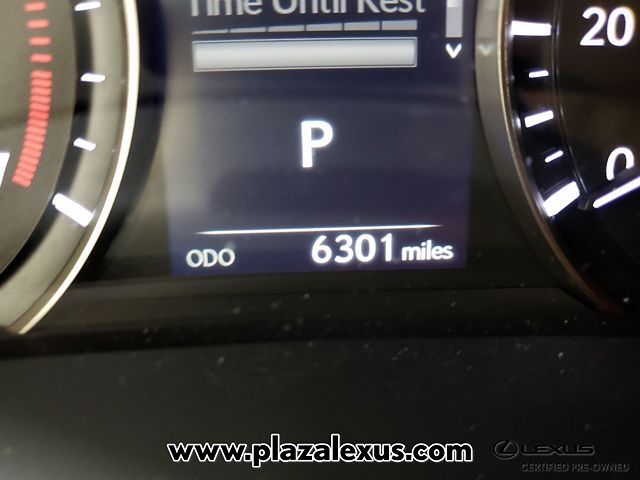 Time Until Rest
20
P
0
ODO 6301 miles
www.plazalexus.com
LEXUS
CERTIFIED PRE-OWNED